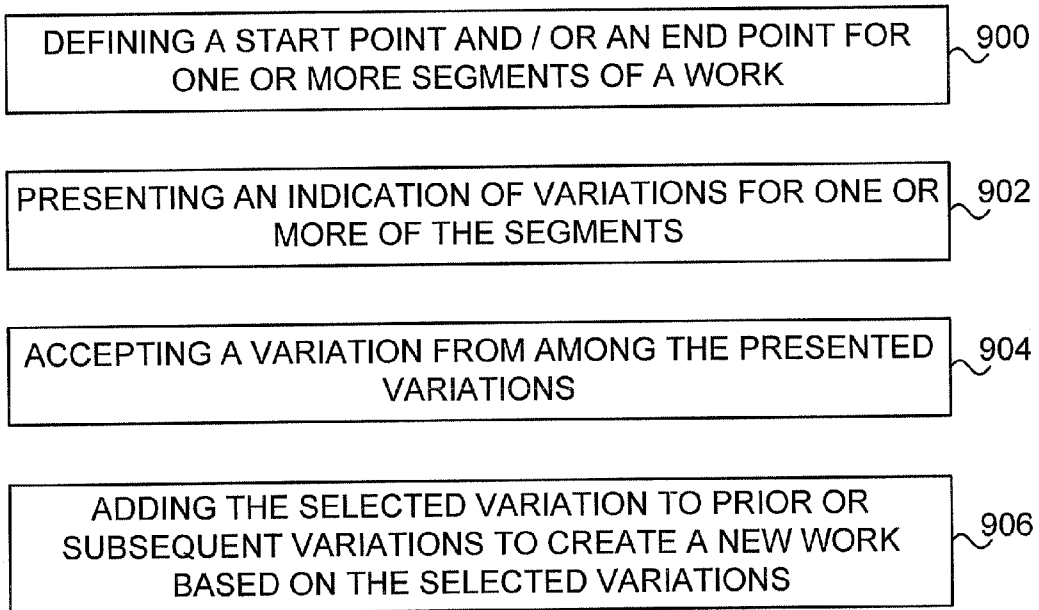 DEFINING A START POINT AND / OR AN END POINT FOR
ONE OR MORE SEGMENTS OF A WORK
900
PRESENTING AN INDICATION OF VARIATIONS FOR ONE OR
MORE OF THE SEGMENTS
902
ACCEPTING A VARIATION FROM AMONG THE PRESENTED
VARIATIONS
904
ADDING THE SELECTED VARIATION TO PRIOR OR
SUBSEQUENT VARIATIONS TO CREATE A NEW WORK
BASED ON THE SELECTED VARIATIONS
906